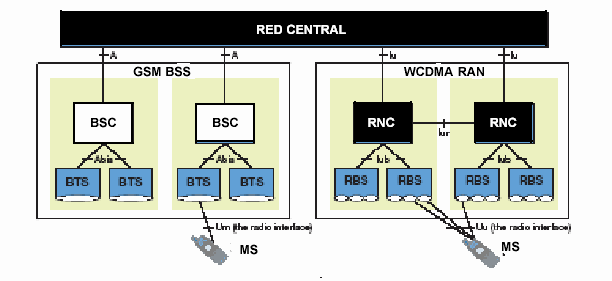 RED CENTRAL
A A Iu Iu
GSM BSS WCDMA RAN
BSC BSC RNC Iur RNC
Abis Abis Iub Iub
BTS BTS BTS BTS RBS RBS RBS RBS
Um (the radio interface) Uu (the radio interface)
MS MS